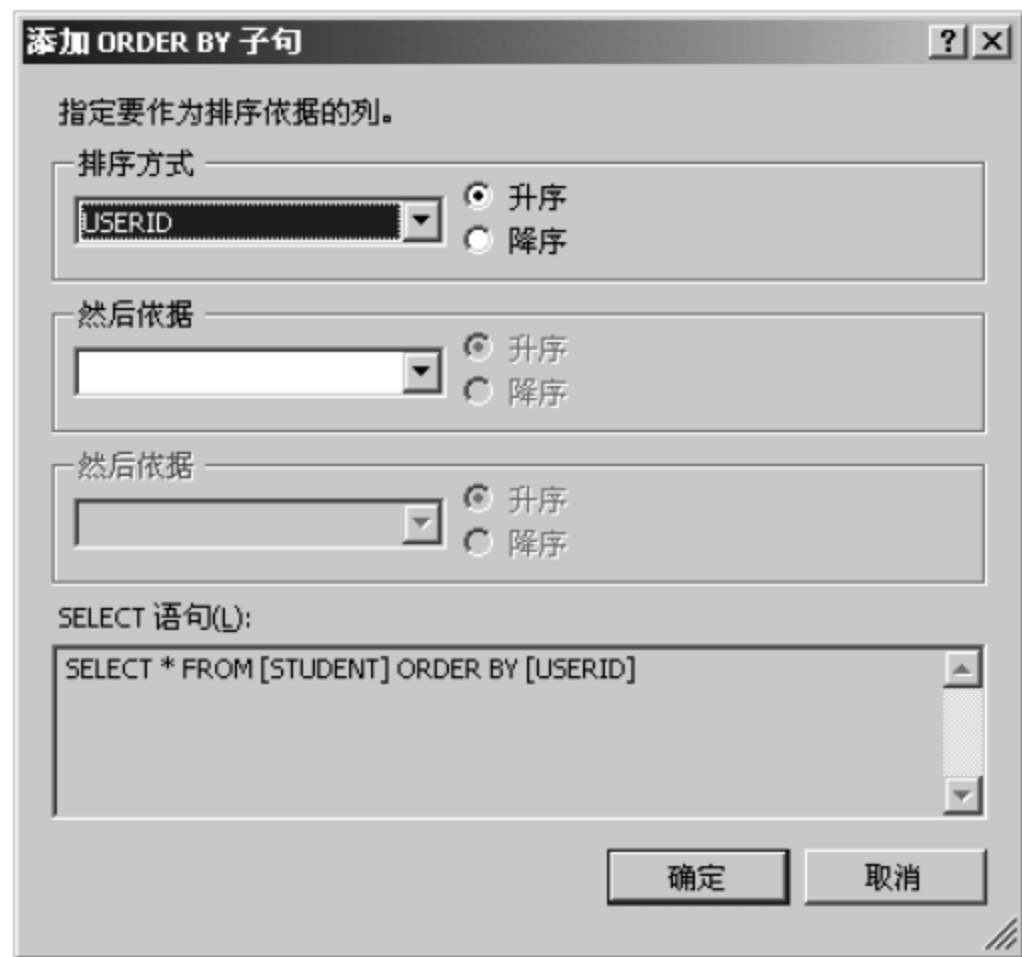 添加 ORDER BY 子句
指定要作为排序依据的列。
排序方式
USERID
升序
降序
然后依据
升序
降序
然后依据
升序
降序
SELECT 语句(L):
SELECT * FROM [STUDENT] ORDER BY [USERID]
确定 取消